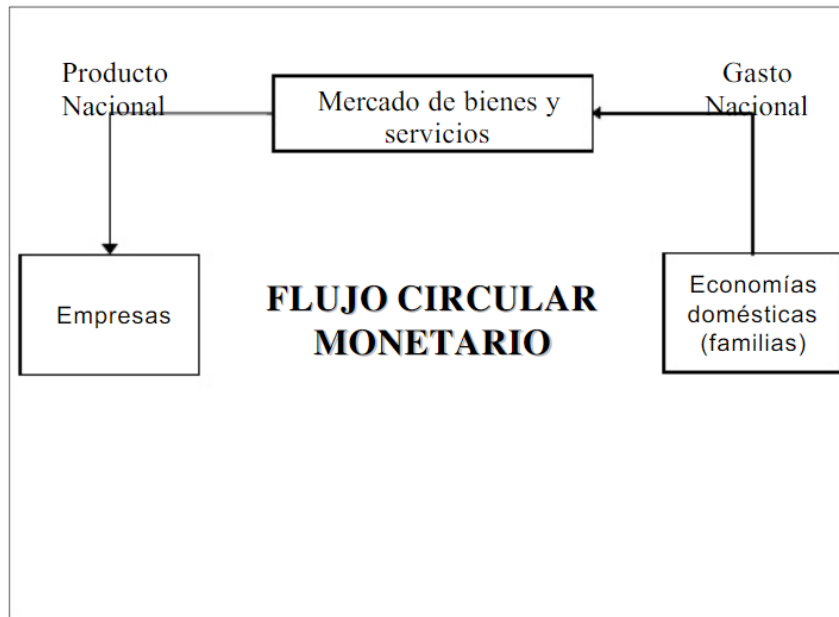 Producto
Nacional
Mercado de bienes y
servicios
Gasto
Nacional
Empresas
FLUJO CIRCULAR
MONETARIO
Economías
domésticas
(familias)